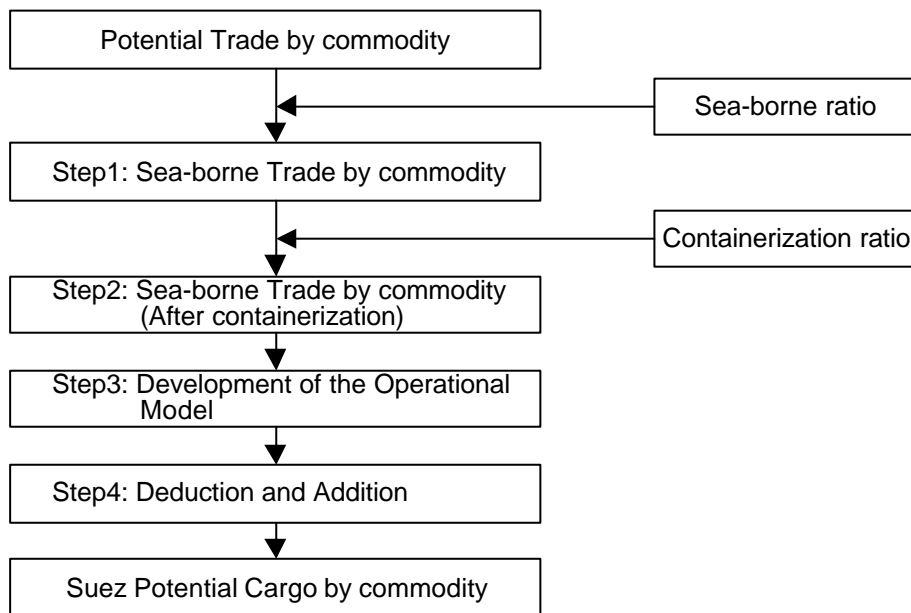 Potential Trade by commodity
Sea-borne ratio
Step1: Sea-borne Trade by commodity
Containerization ratio
Step2: Sea-borne Trade by commodity
(After containerization)
Step3: Development of the Operational
Model
Step4: Deduction and Addition
Suez Potential Cargo by commodity